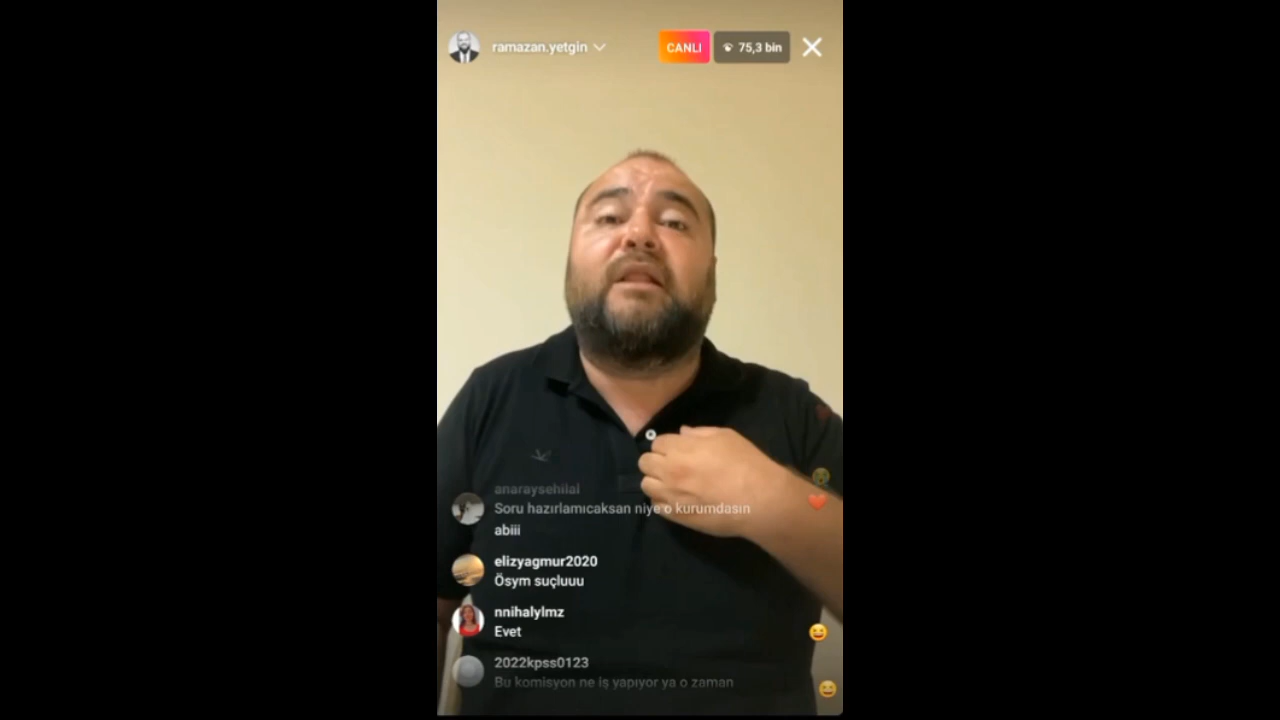 ramazan.yetgin
CANLI
75,3 bin
anaraysehilal
Soru hazırlamıcaksan niye o kurumdasın
abiii
elizyagmur2020
Ösym suçluuu
nnihalylmz
Evet
2022kpss0123
Bu komisyon ne iş yapıyor ya o zaman